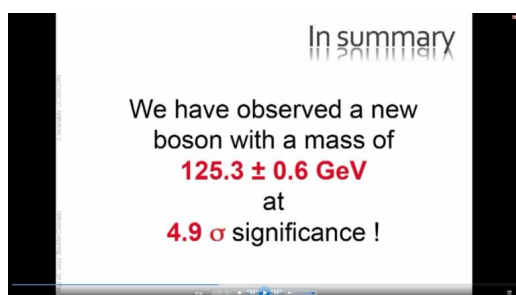 In summary
We have observed a new
boson with a mass of
125.3 ± 0.6 GeV
at
4.9 σ significance !